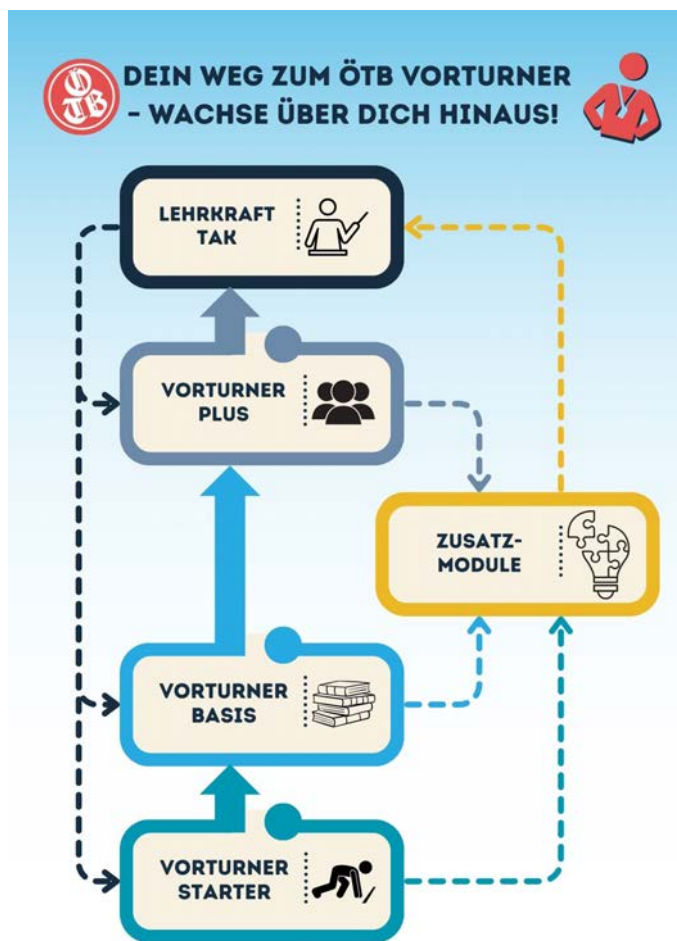 ÖTB
DEIN WEG ZUM ÖTB VORTURNER
– WACHSE ÜBER DICH HINAUS!
LEHRKRAFT
TAK
VORTURNER
PLUS
ZUSATZ-
MODULE
VORTURNER
BASIS
VORTURNER
STARTER